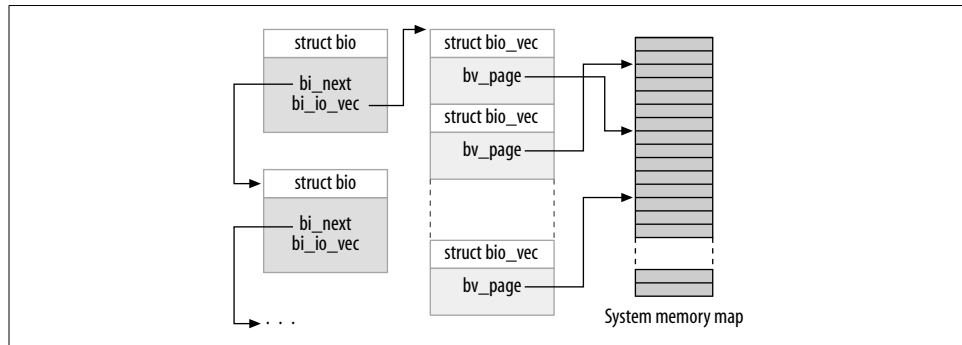 struct bio
bi_next
bi_io_vec
struct bio
bi_next
bi_io_vec
. . .
struct bio_vec
bv_page
struct bio_vec
bv_page
struct bio_vec
bv_page
System memory map